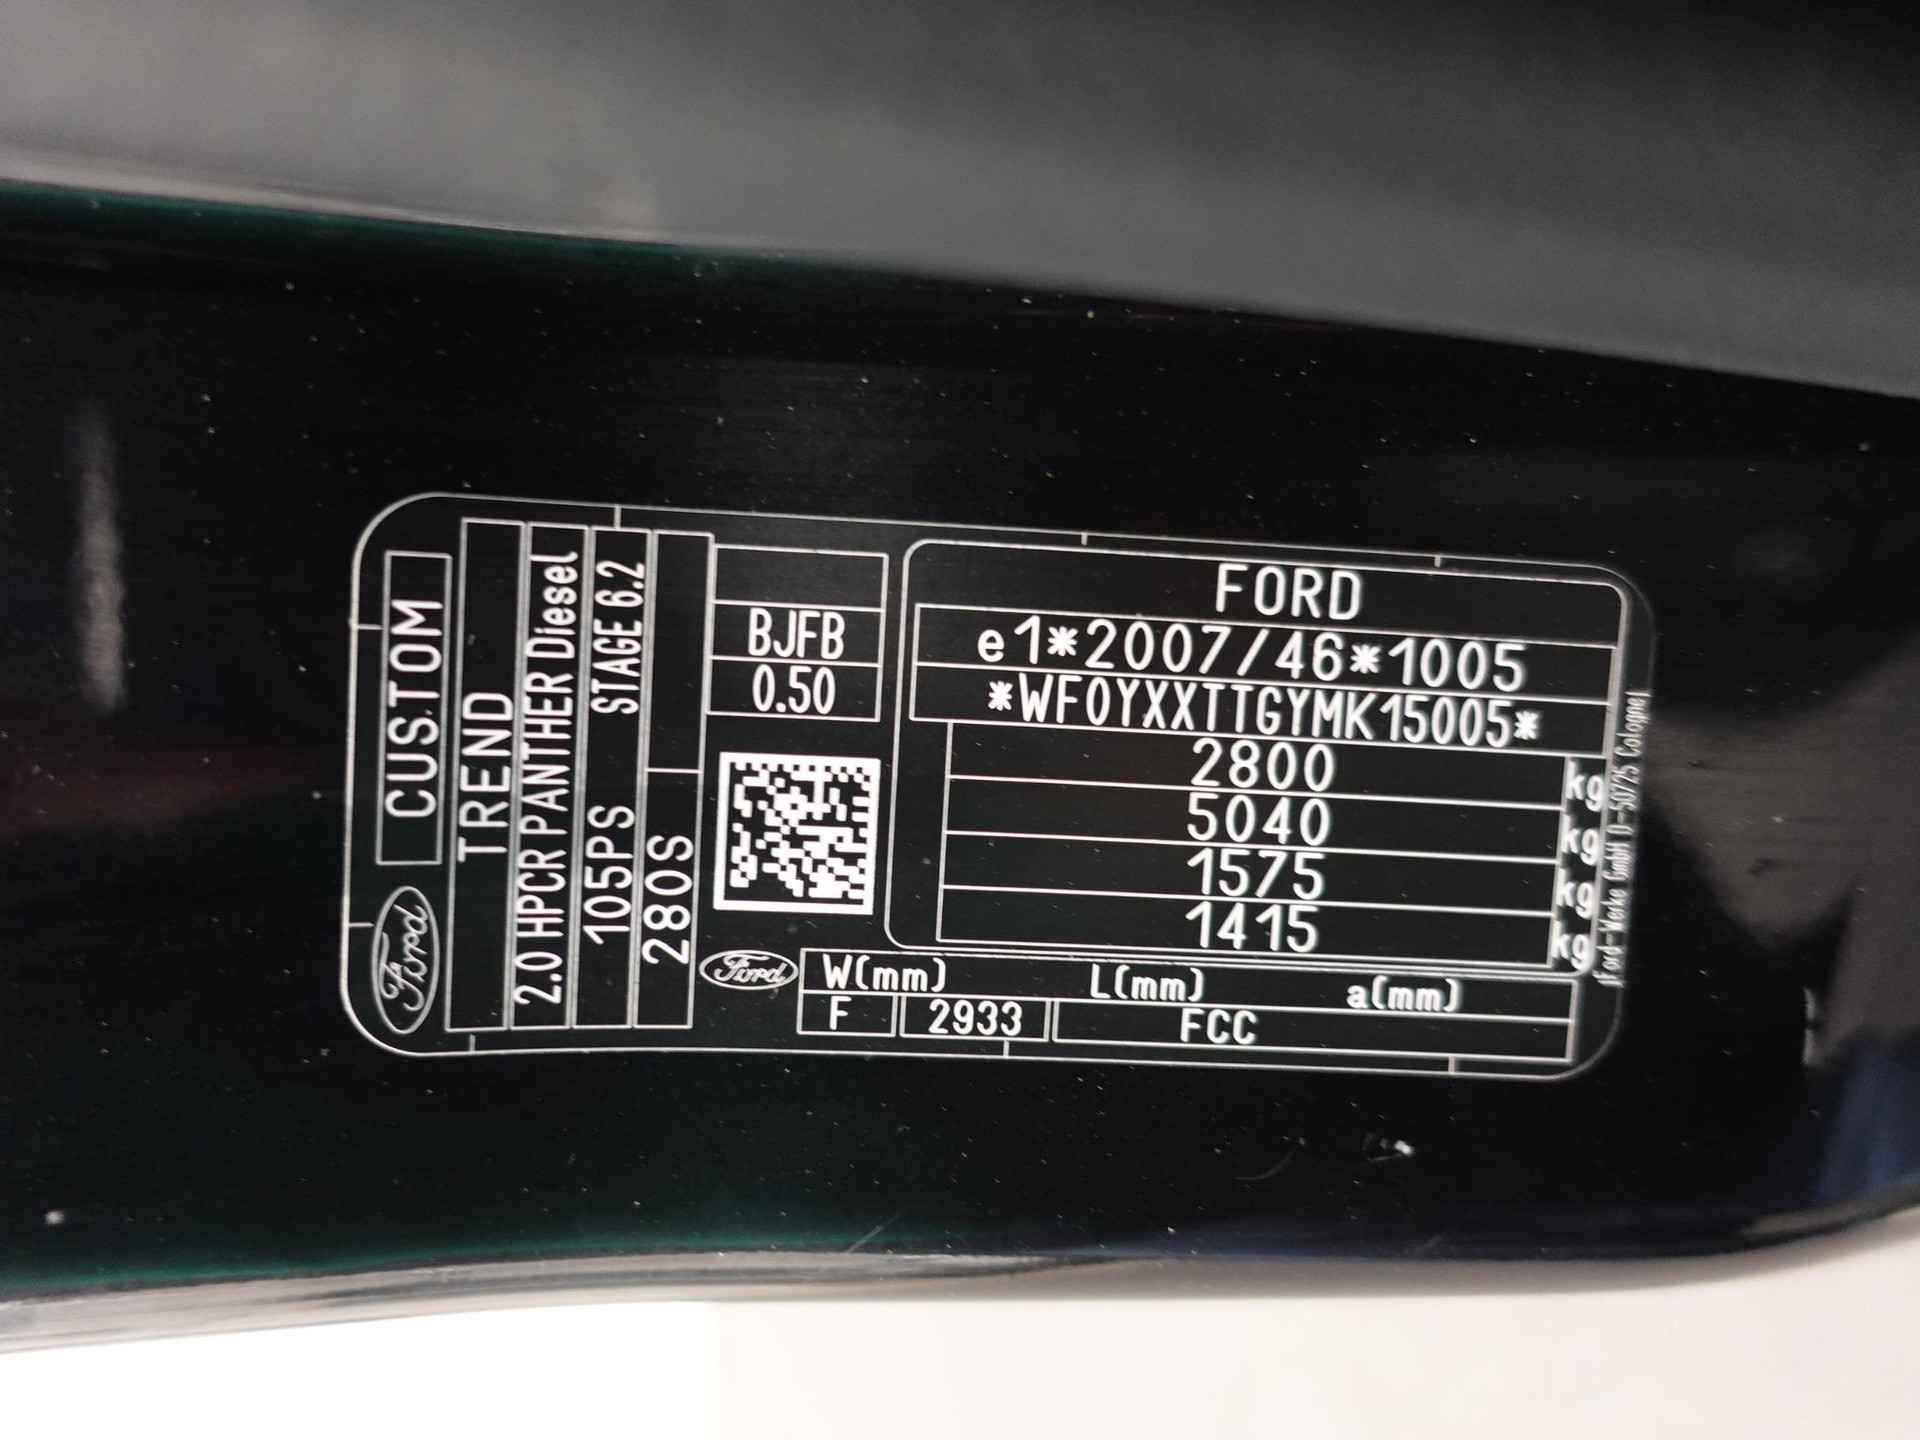 Ford
CUSTOM
TREND
2.0 HPCR PANTHER Diesel
105PS STAGE 6.2
280S
BJFB
0.50
Ford
FORD
e1*2007/46*1005
*WF0YXXTTGYMK15005*
2800 kg
5040 kg
1575 kg
1415 kg
W(mm) L(mm) a(mm)
F 2933 FCC
Ford-Werke GmbH D-50725 Cologne